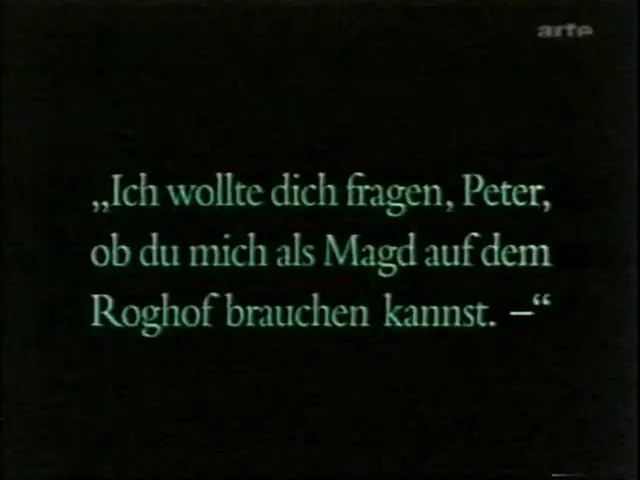 arte
„Ich wollte dich fragen, Peter,
ob du mich als Magd auf dem
Roghof brauchen kannst. –“